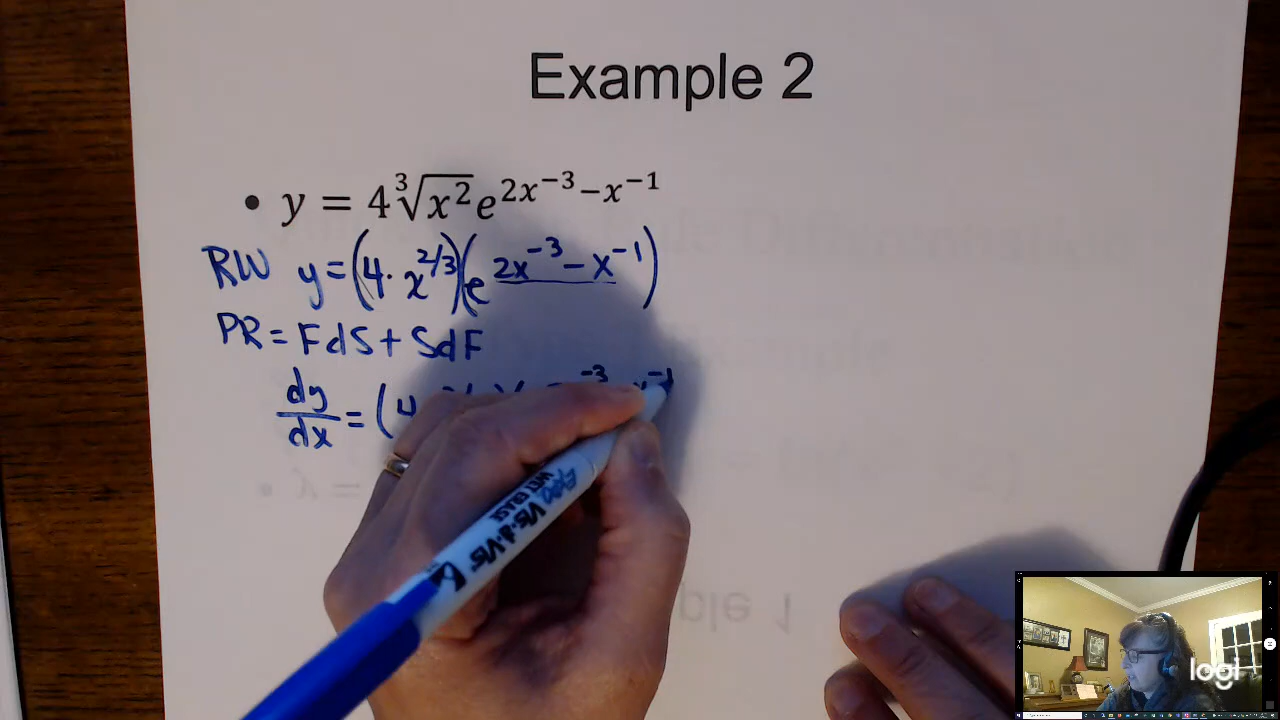 Example 2
• y = 4∛x² e^{2x^{-3}-x^{-1}}
RW y = (4 · x^{2/3})(e^{2x^{-3} - x^{-1}})
PR = FdS + SdF
dy/dx = (4
logi